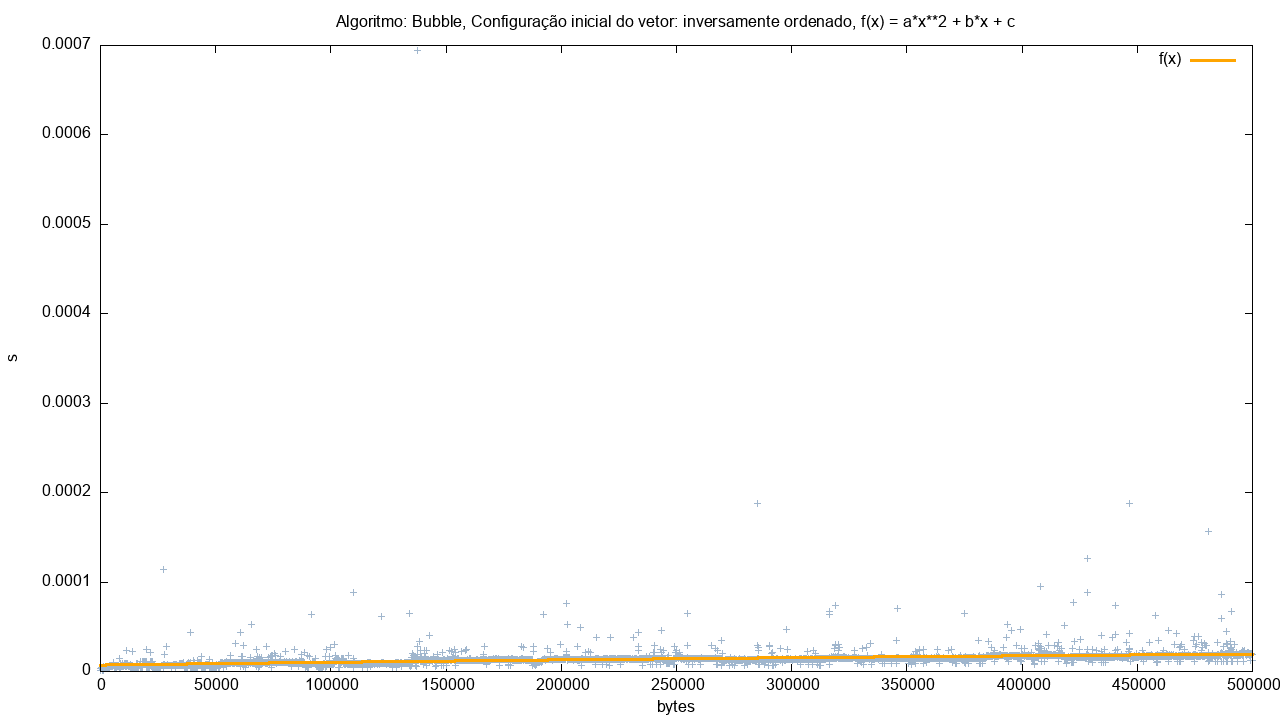 Algoritmo: Bubble, Configuração inicial do vetor: inversamente ordenado, f(x) = a*x**2 + b*x + c
f(x)
0.0007
0.0006
0.0005
0.0004
0.0003
0.0002
0.0001
0
s
0 50000 100000 150000 200000 250000 300000 350000 400000 450000 500000
bytes